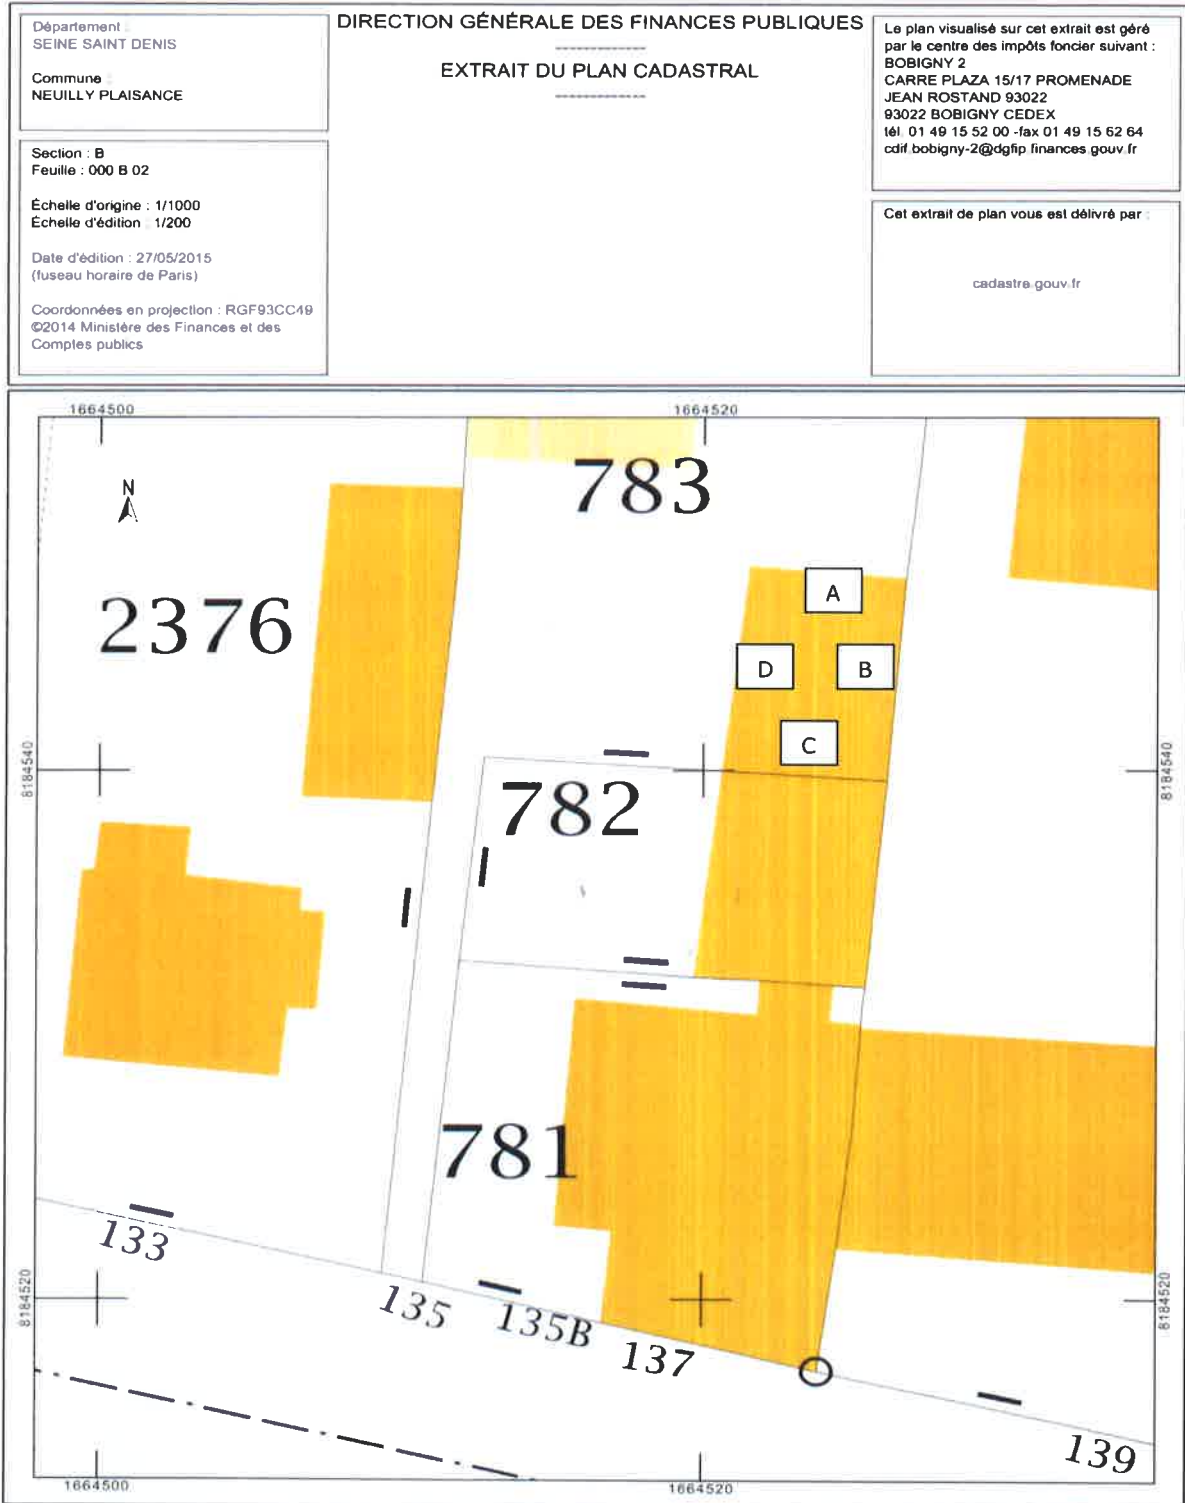 Département :
SEINE SAINT DENIS
Commune :
NEUILLY PLAISANCE
Section : B
Feuille : 000 B 02
Échelle d'origine : 1/1000
Échelle d'édition : 1/200
Date d'édition : 27/05/2015
(fuseau horaire de Paris)
Coordonnées en projection : RGF93CC49
©2014 Ministère des Finances et des
Comptes publics
DIRECTION GÉNÉRALE DES FINANCES PUBLIQUES
EXTRAIT DU PLAN CADASTRAL
Le plan visualisé sur cet extrait est géré
par le centre des impôts foncier suivant :
BOBIGNY 2
CARRE PLAZA 15/17 PROMENADE
JEAN ROSTAND 93022
93022 BOBIGNY CEDEX
tél. 01 49 15 52 00 -fax 01 49 15 62 64
cdif.bobigny-2@dgfip.finances.gouv.fr
Cet extrait de plan vous est délivré par :
cadastre.gouv.fr
1664500
1664520
783
N
A
2376
D
B
C
8184540
8184540
782
781
133
8184520
8184520
135
135B
137
139
1664500
1664520